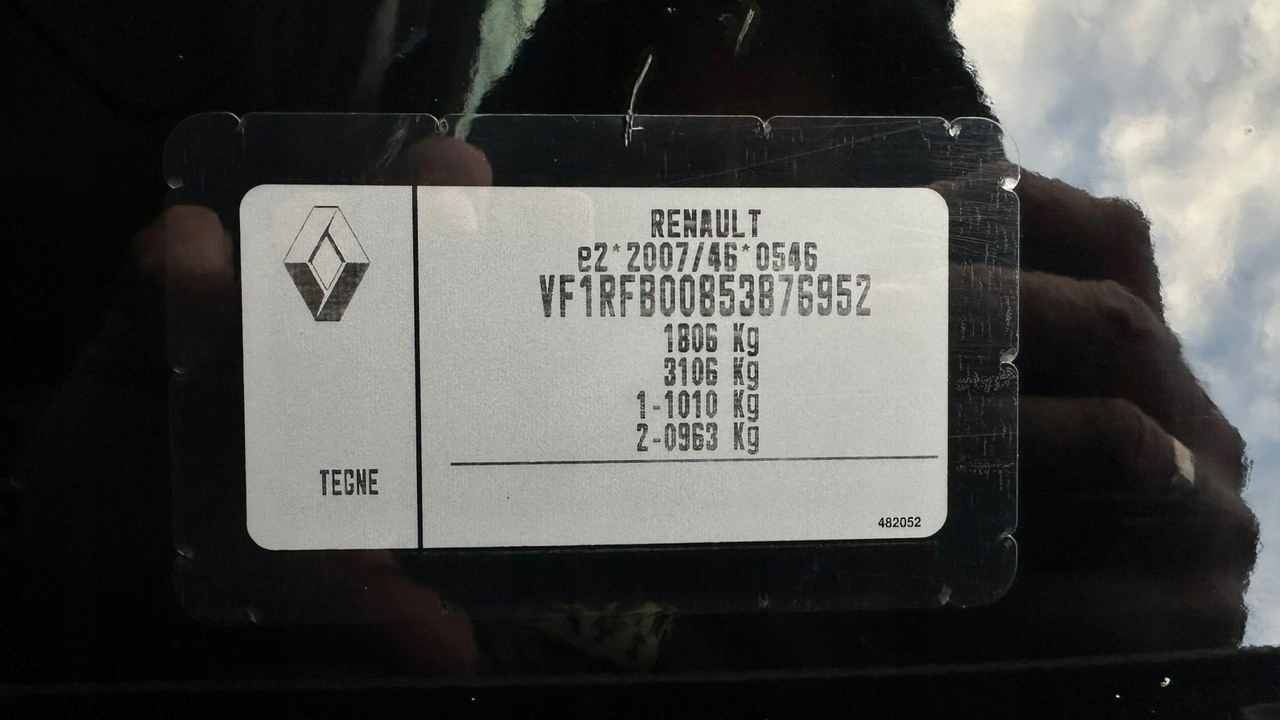 RENAULT
e2*2007/46*0546
VF1RFB00853876952
1806 Kg
3106 Kg
1-1010 Kg
2-0963 Kg
TEGNE
482052